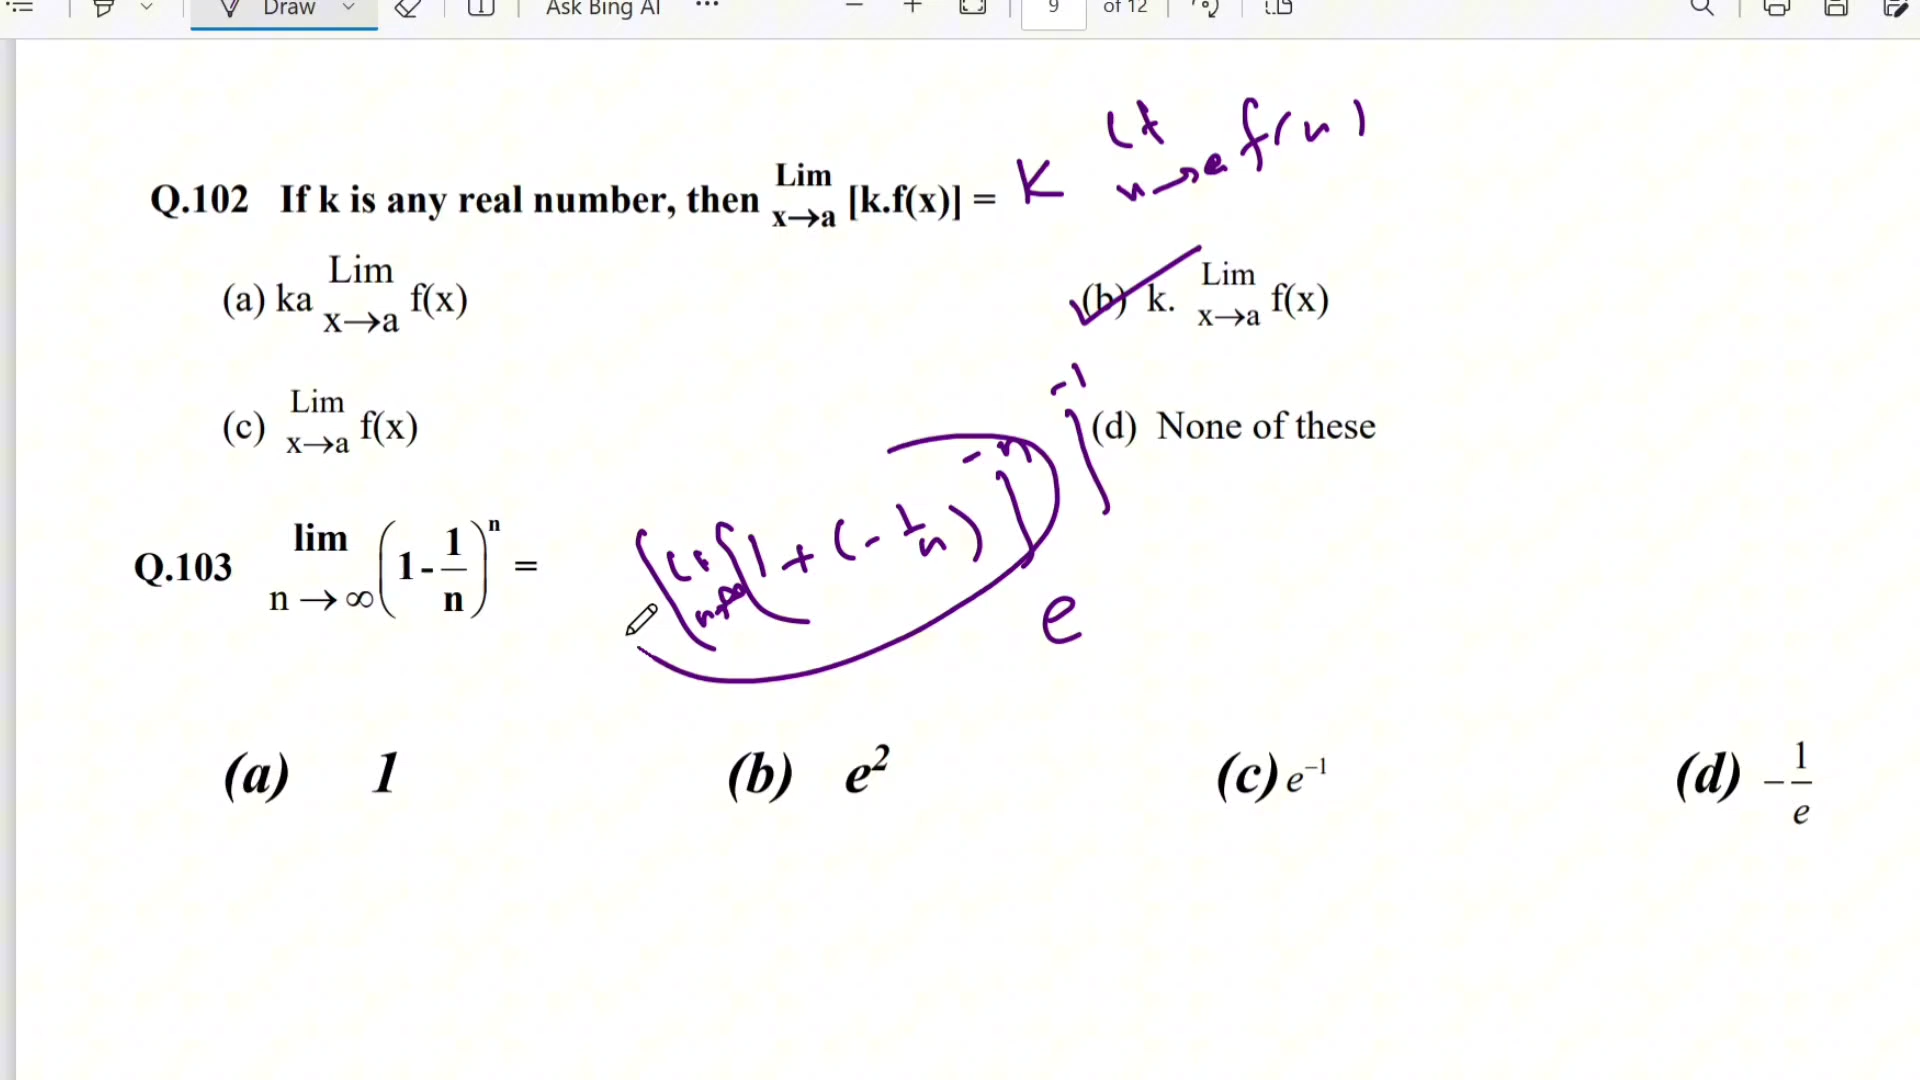 Draw Ask Bing AI ... 9 of 12
Q.102 If k is any real number, then Lim x→a [k.f(x)] = K lt n→a f(n)
(a) ka Lim x→a f(x) (b) k. Lim x→a f(x)
(c) Lim x→a f(x) (d) None of these
Q.103 lim n→∞ (1-1/n)^n = [lt n→∞ [1+(-1/n)]^-n]^-1
e
(a) 1 (b) e² (c) e⁻¹ (d) -1/e